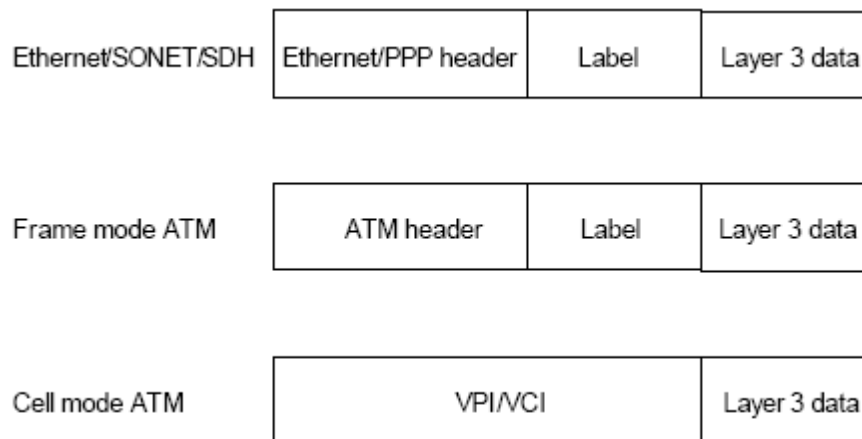 Ethernet/SONET/SDH Ethernet/PPP header Label Layer 3 data
Frame mode ATM ATM header Label Layer 3 data
Cell mode ATM VPI/VCI Layer 3 data